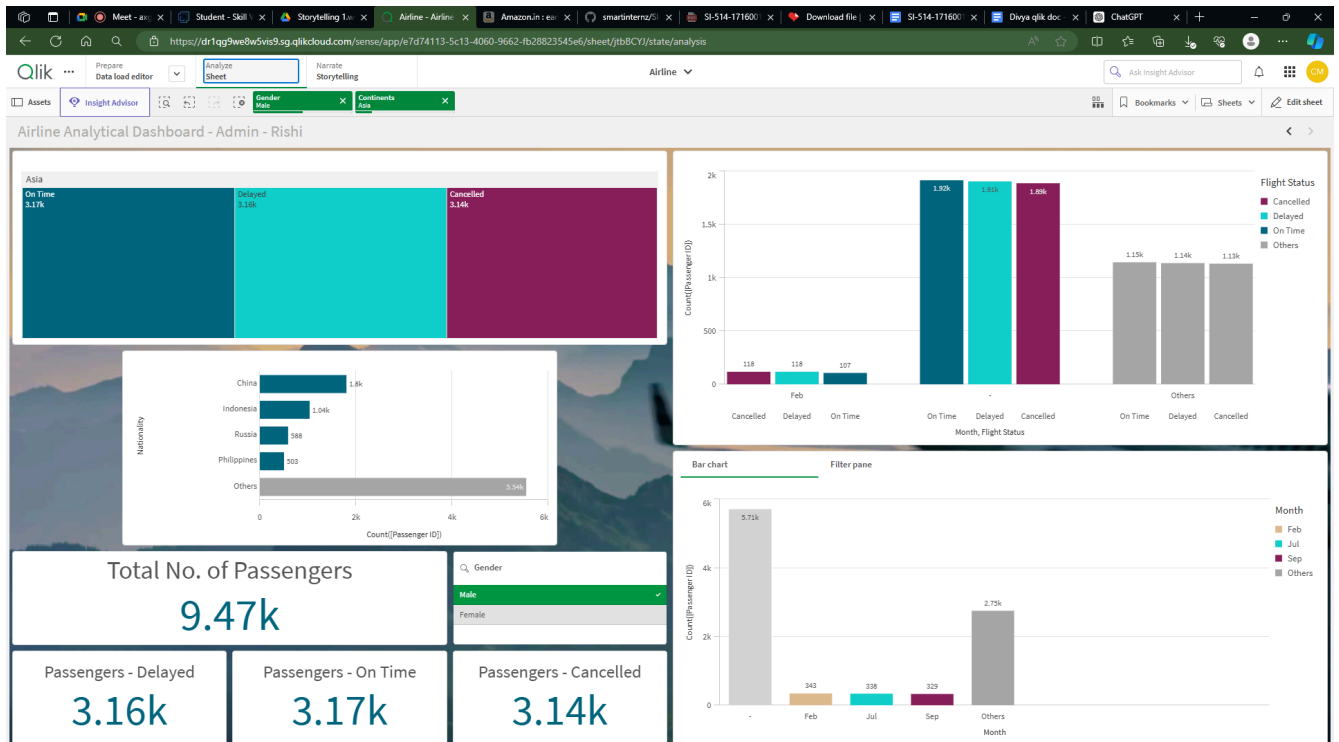 Meet - ax
Student - Skill V
Storytelling 1.w
Airline - Airline
Amazon.in : ear
smartinternz/SI
SI-514-1716001
Download file |
SI-514-1716001
Divya qlik doc -
ChatGPT
https://dr1qg9we8w5vis9.sg.qlikcloud.com/sense/app/e7d74113-5c13-4060-9662-fb28823545e6/sheet/jtbBCYJ/state/analysis
Qlik
Prepare
Data load editor
Analyze
Sheet
Narrate
Storytelling
Airline
Ask Insight Advisor
CM
Assets
Insight Advisor
Gender
Male
Continents
Asia
Bookmarks
Sheets
Edit sheet
Airline Analytical Dashboard - Admin - Rishi
Asia
On Time
3.17k
Delayed
3.16k
Cancelled
3.14k
Nationality
China
1.8k
Indonesia
1.04k
Russia
588
Philippines
503
Others
5.54k
0 2k 4k 6k
Count([Passenger ID])
Total No. of Passengers
9.47k
Gender
Male
Female
Passengers - Delayed
3.16k
Passengers - On Time
3.17k
Passengers - Cancelled
3.14k
Count([Passenger ID])
2k
1.5k
1k
500
0
118 118 107
1.92k 1.91k 1.89k
1.15k 1.14k 1.13k
Feb - Others
Cancelled Delayed On Time On Time Delayed Cancelled On Time Delayed Cancelled
Month, Flight Status
Flight Status
Cancelled
Delayed
On Time
Others
Bar chart
Filter pane
Count([Passenger ID])
6k
4k
2k
0
5.71k
343
338
329
2.75k
- Feb Jul Sep Others
Month
Month
Feb
Jul
Sep
Others